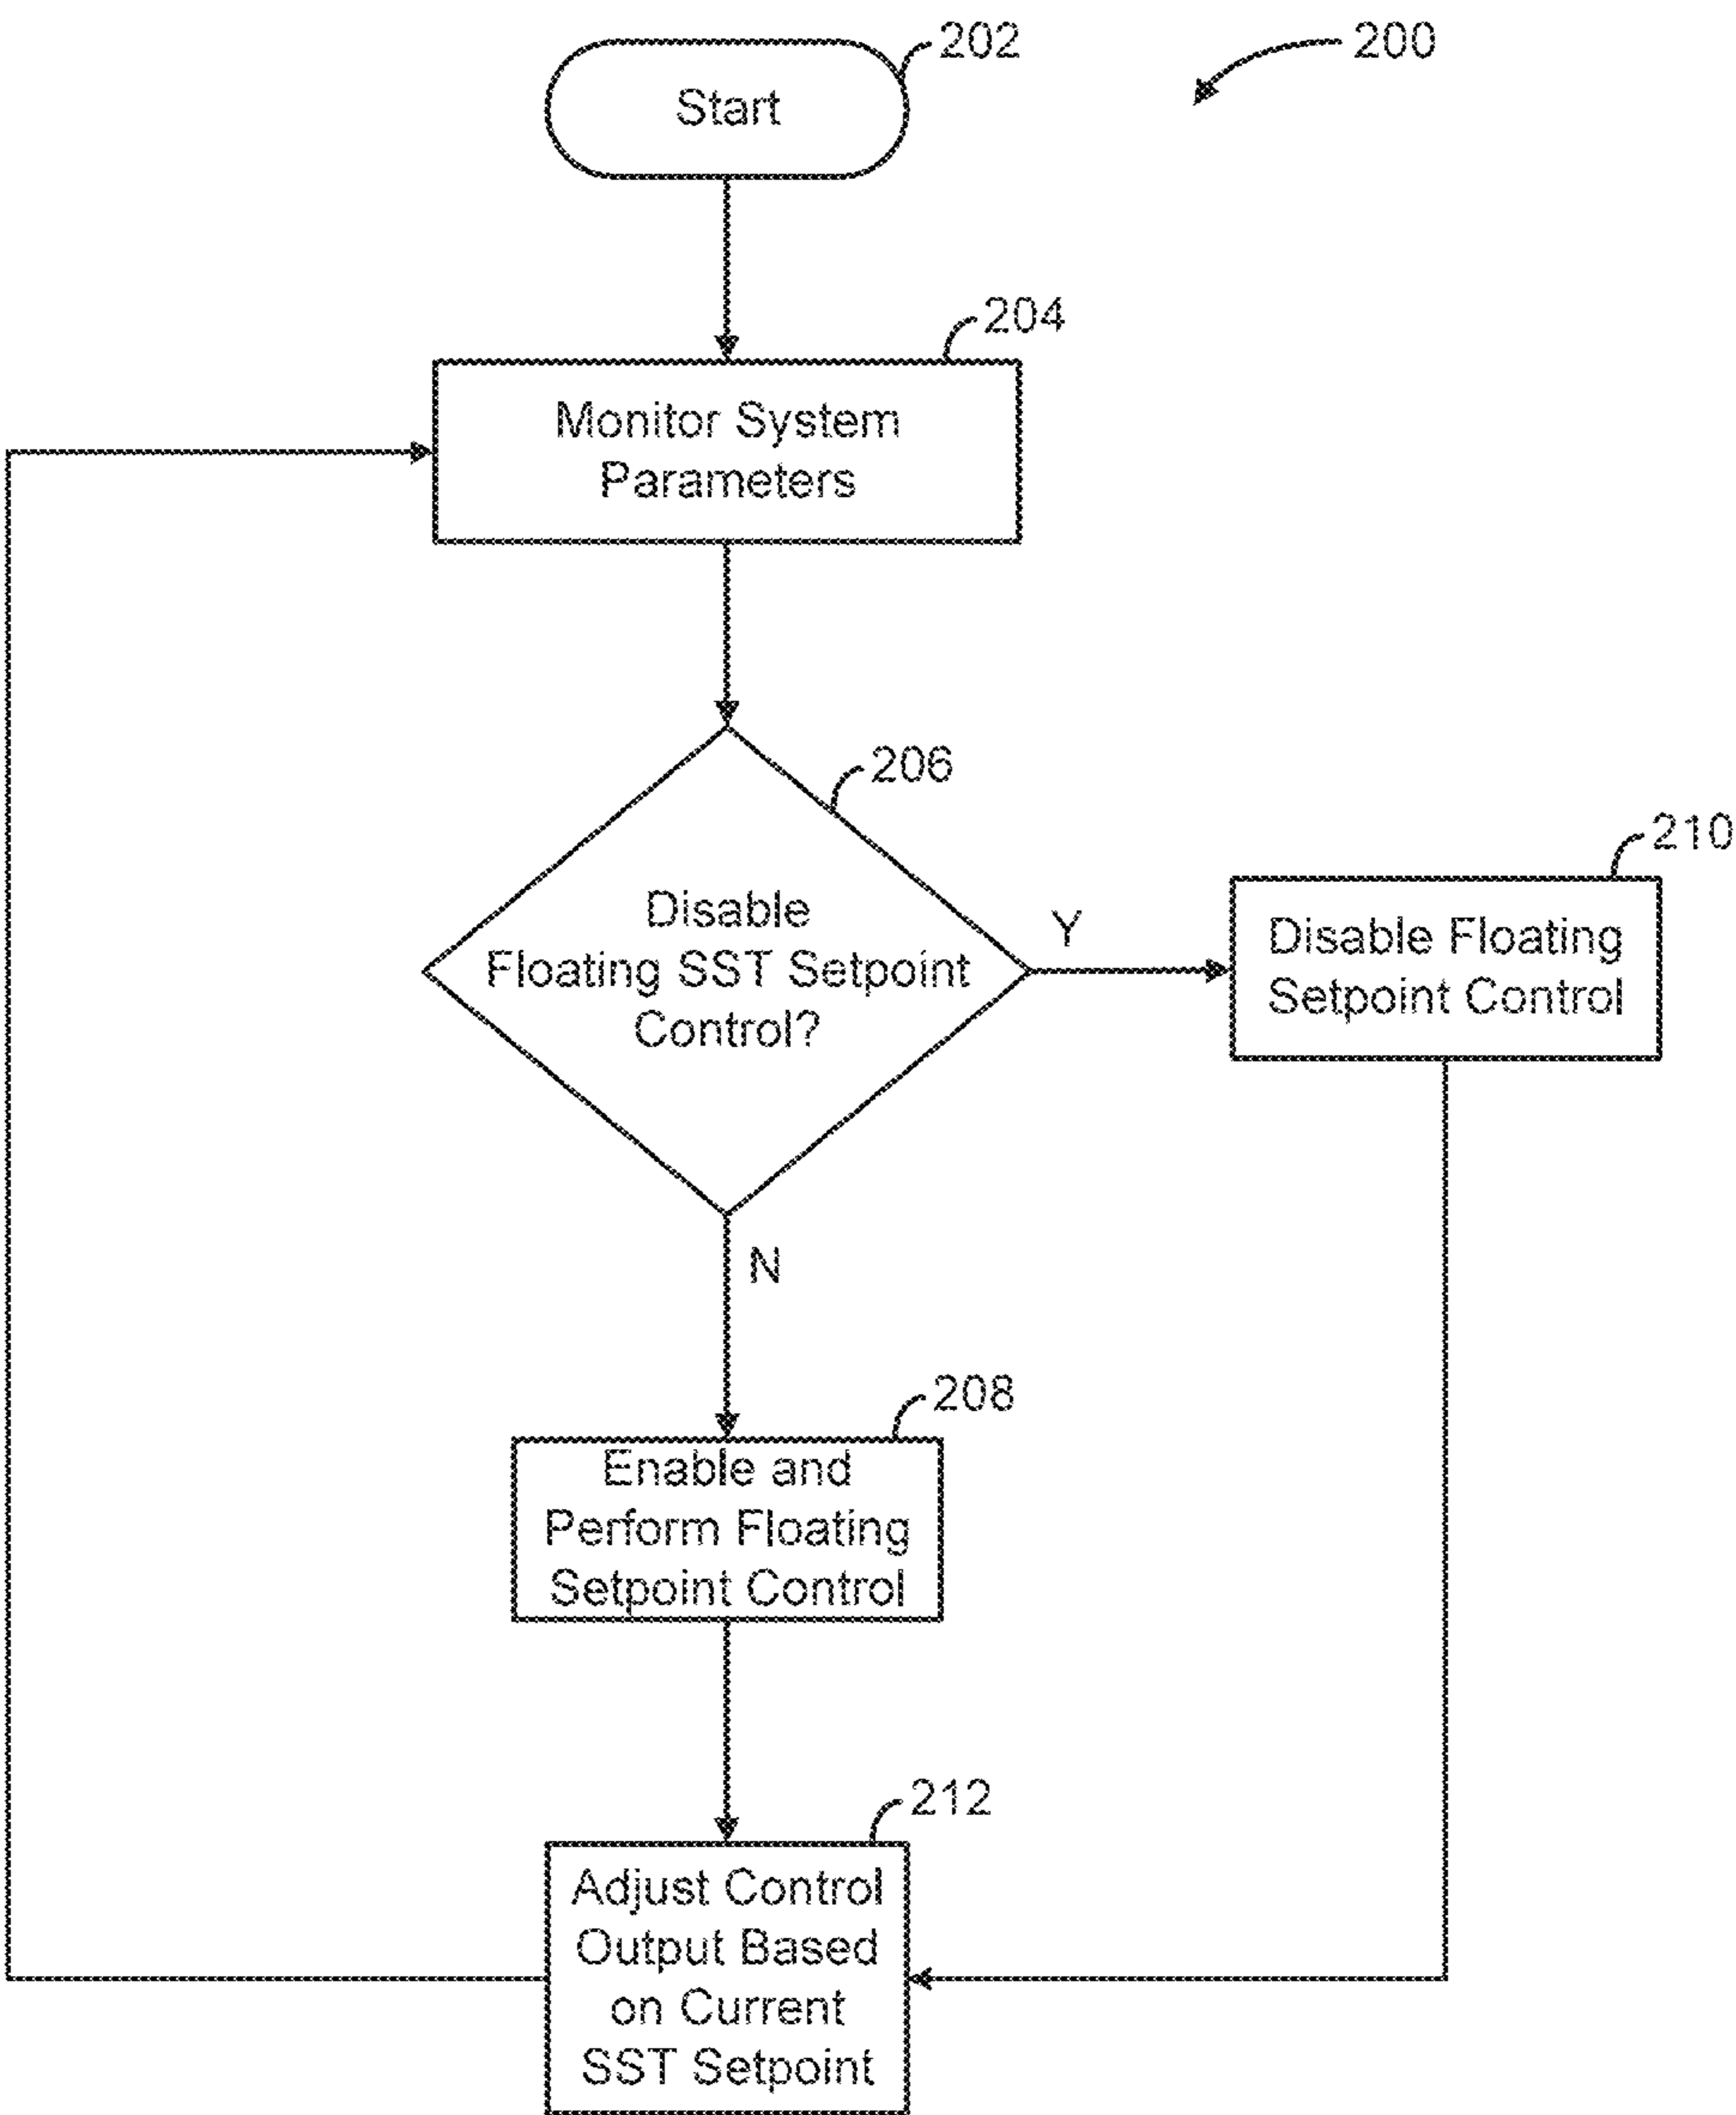 202
200
Start
204
Monitor System
Parameters
206
Disable
Floating SST Setpoint
Control?
Y
210
Disable Floating
Setpoint Control
N
208
Enable and
Perform Floating
Setpoint Control
212
Adjust Control
Output Based
on Current
SST Setpoint